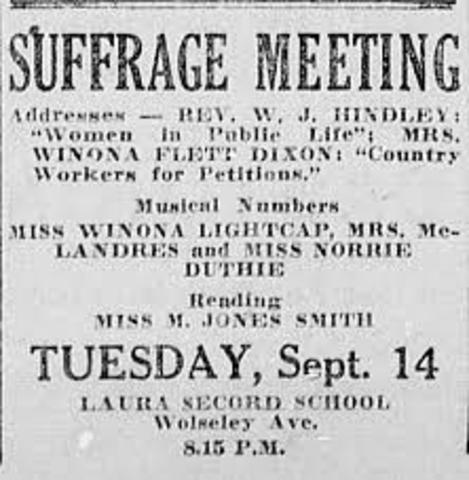 SUFFRAGE MEETING
Addresses — REV. W. J. HINDLEY:
"Women in Public Life"; MRS.
WINONA FLETT DIXON: "Country
Workers for Petitions."
Musical Numbers
MISS WINONA LIGHTCAP, MRS. Mc-
LANDRES and MISS NORRIE
DUTHIE
Reading
MISS M. JONES SMITH
TUESDAY, Sept. 14
LAURA SECORD SCHOOL
Wolseley Ave.
8.15 P.M.